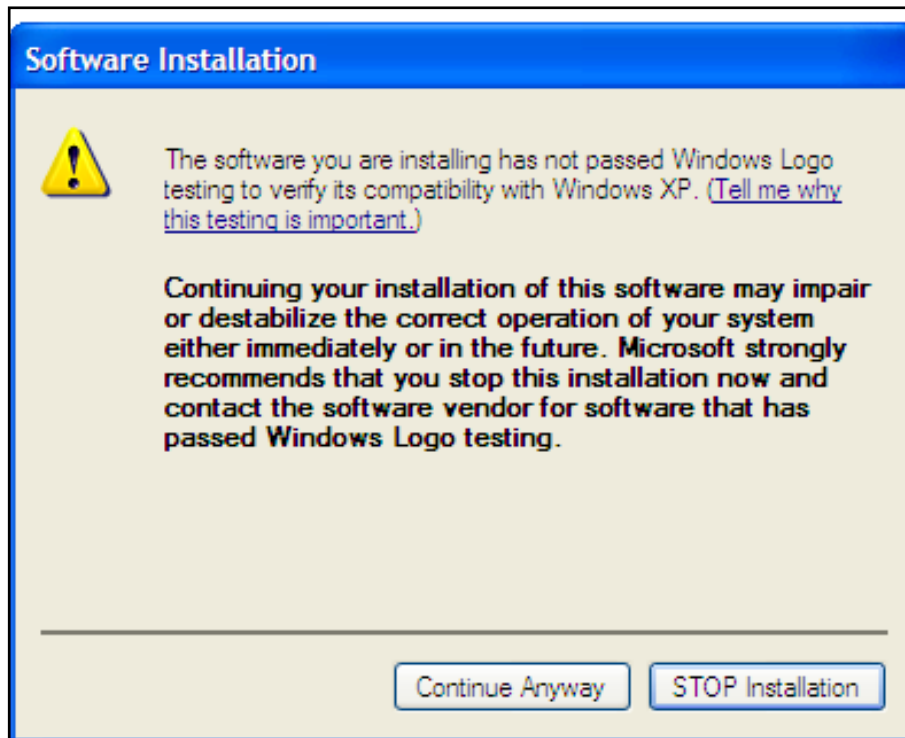 Software Installation
The software you are installing has not passed Windows Logo
testing to verify its compatibility with Windows XP. (Tell me why
this testing is important.)
Continuing your installation of this software may impair
or destabilize the correct operation of your system
either immediately or in the future. Microsoft strongly
recommends that you stop this installation now and
contact the software vendor for software that has
passed Windows Logo testing.
Continue Anyway
STOP Installation